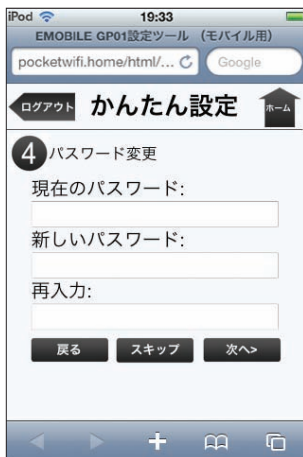 iPod 19:33
EMOBILE GP01設定ツール （モバイル用）
pocketwifi.home/html/... Google
ログアウト かんたん設定 ホーム
4 パスワード変更
現在のパスワード:
新しいパスワード:
再入力:
戻る スキップ 次へ>